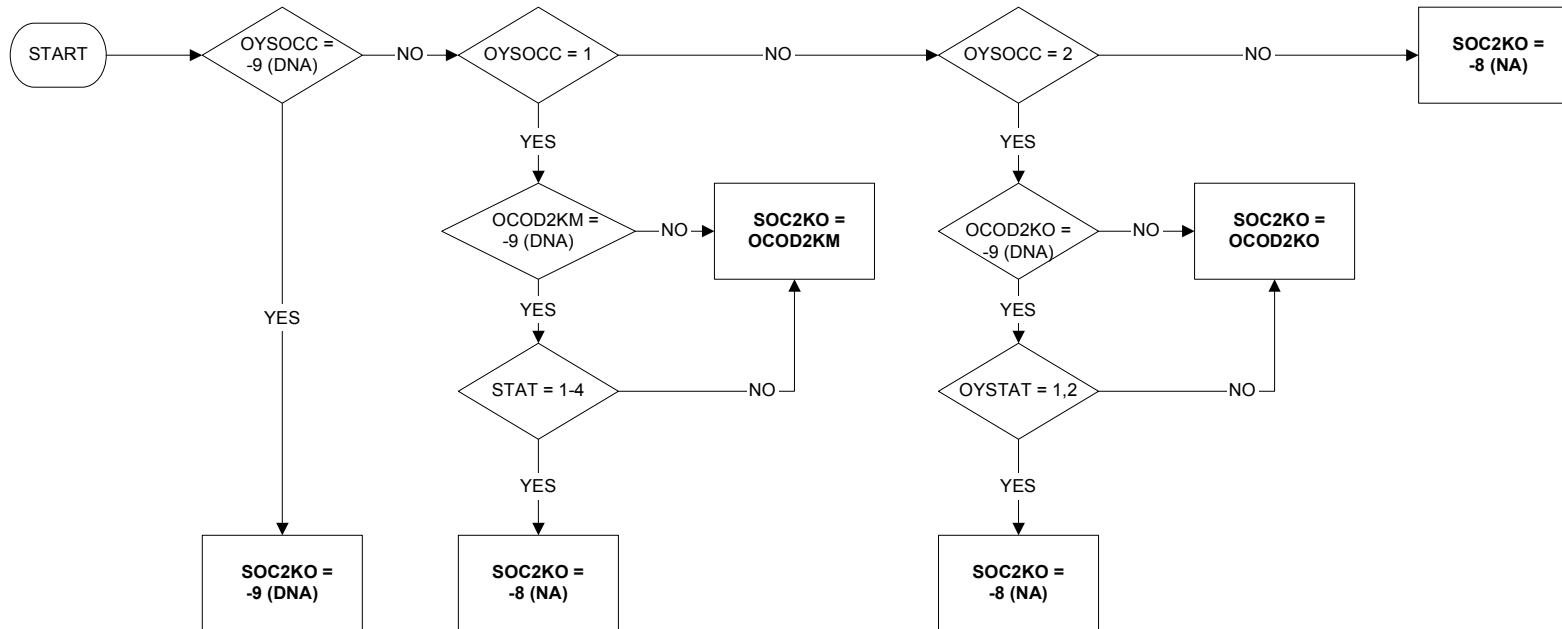 START
OYSOCC =
-9 (DNA)
NO
OYSOCC = 1
NO
OYSOCC = 2
NO
SOC2KO =
-8 (NA)
YES
YES
OCOD2KM =
-9 (DNA)
NO
SOC2KO =
OCOD2KM
OCOD2KO =
-9 (DNA)
NO
SOC2KO =
OCOD2KO
YES
YES
YES
STAT = 1-4
NO
OYSTAT = 1,2
NO
YES
YES
SOC2KO =
-9 (DNA)
SOC2KO =
-8 (NA)
SOC2KO =
-8 (NA)